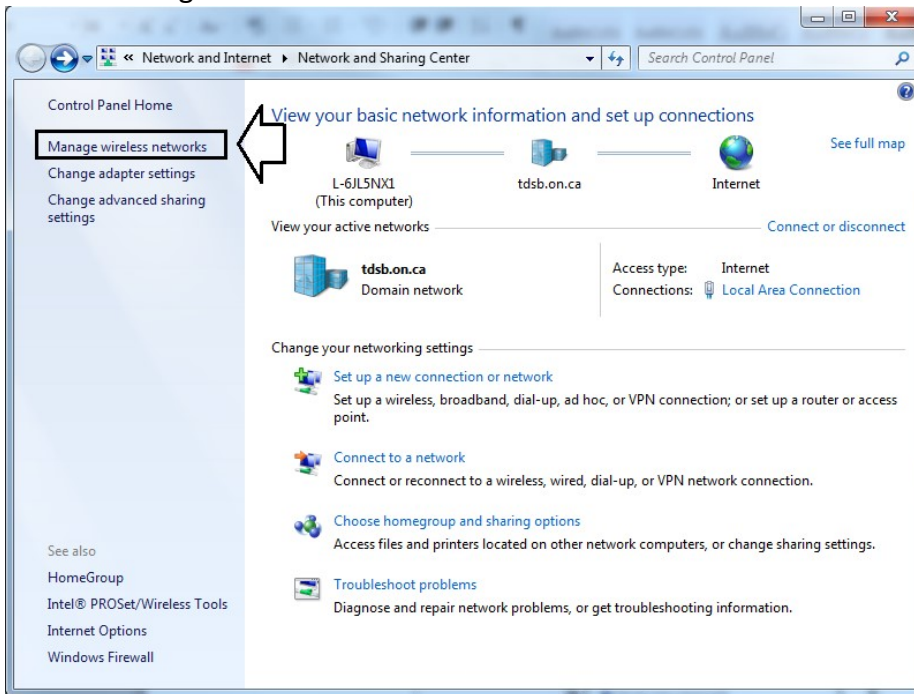 « Network and Internet ▸ Network and Sharing Center
Search Control Panel
Control Panel Home
Manage wireless networks
Change adapter settings
Change advanced sharing
settings
See also
HomeGroup
Intel® PROSet/Wireless Tools
Internet Options
Windows Firewall
View your basic network information and set up connections
See full map
L-6JL5NX1
(This computer)
tdsb.on.ca
Internet
View your active networks
Connect or disconnect
tdsb.on.ca
Domain network
Access type: Internet
Connections: Local Area Connection
Change your networking settings
Set up a new connection or network
Set up a wireless, broadband, dial-up, ad hoc, or VPN connection; or set up a router or access
point.
Connect to a network
Connect or reconnect to a wireless, wired, dial-up, or VPN network connection.
Choose homegroup and sharing options
Access files and printers located on other network computers, or change sharing settings.
Troubleshoot problems
Diagnose and repair network problems, or get troubleshooting information.